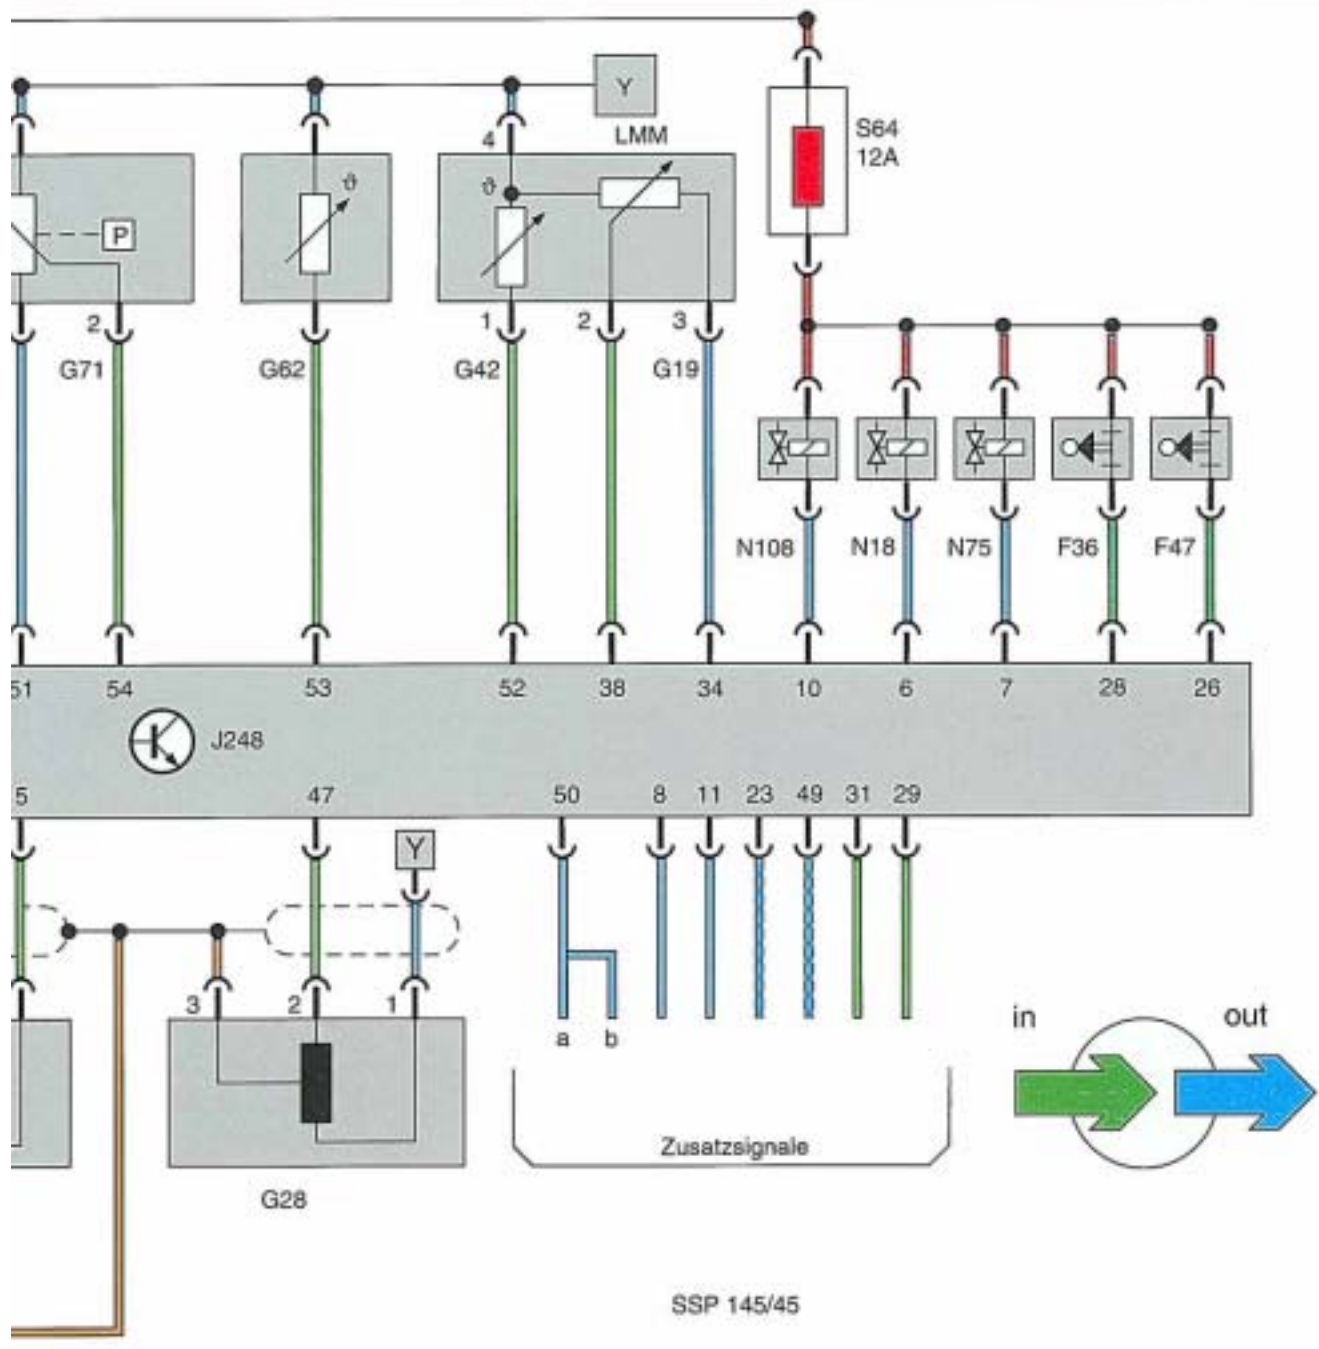 Y
LMM
S64
12A
4
ϑ
ϑ
P
2
1
2
3
G71
G62
G42
G19
N108
N18
N75
F36
F47
51
54
53
52
38
34
10
6
7
28
26
J248
5
47
50
8
11
23
49
31
29
Y
3
2
1
a
b
in
out
Zusatzsignale
G28
SSP 145/45